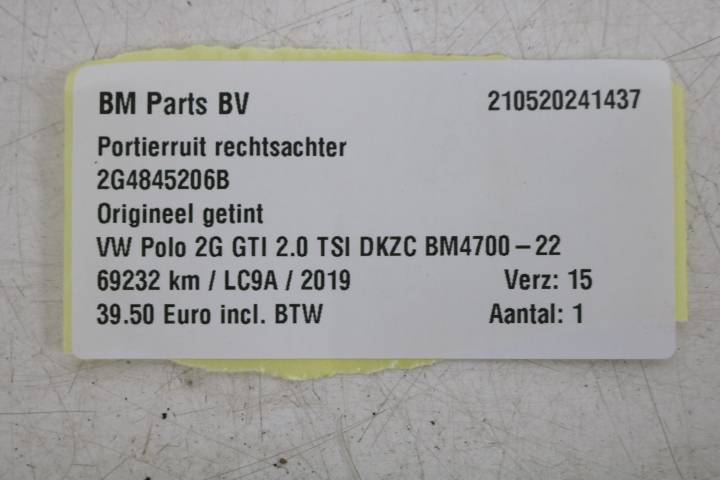 BM Parts BV 210520241437
Portierruit rechtsachter
2G4845206B
Origineel getint
VW Polo 2G GTI 2.0 TSI DKZC BM4700-22
69232 km / LC9A / 2019 Verz: 15
39.50 Euro incl. BTW Aantal: 1